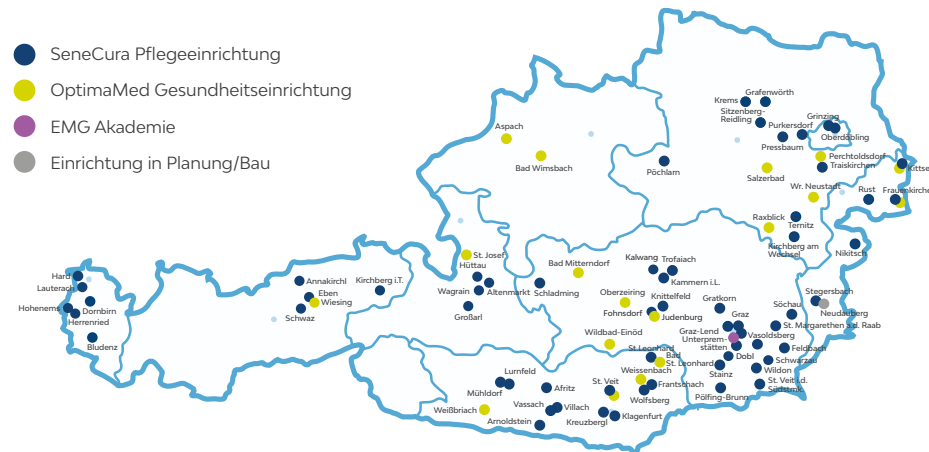 SeneCura Pflegeeinrichtung
OptimaMed Gesundheitseinrichtung
EMG Akademie
Einrichtung in Planung/Bau
Grafenwörth
Krems
Sitzenberg-
Reidling
Grinzing
Purkersdorf
Oberdöbling
Pressbaum
Aspach
Bad Wimsbach
Pöchlarn
Perchtoldsdorf
Traiskirchen
Kittse
Salzerbad
Wr. Neustadt
Rust
Frauenkirche
Raxblick
Ternitz
Kirchberg am
Wechsel
Nikitsch
St. Josef
Hüttau
Bad Mitterndorf
Kalwang
Trofaiach
Kammern i.L.
Hard
Lauterach
Annakirchl
Kirchberg i.T.
Wagrain
Altenmarkt
Schladming
Eben
Wiesing
Oberzeiring
Knittelfeld
Gratkorn
Stegersbach
Hohenems
Dornbirn
Herrenried
Schwaz
Großarl
Fohnsdorf
Judenburg
Graz
Söchau
Neudauberg
St. Margarethen a.d. Raab
Bludenz
Wildbad-Einöd
Graz-Lend
Unterprem-
stätten
Vasoldsberg
Feldbach
St. Leonhard
Bad
St. Leonhard
Dobl
Schwarzau
Weissenbach
Stainz
Wildon
Lurnfeld
Mühldorf
Afritz
St. Veit
Frantschach
Wolfsberg
Pölfing-Brunn
St. Veit i.d.
Südstmk.
Weißbriach
Vassach
Villach
Arnoldstein
Kreuzbergl
Klagenfurt